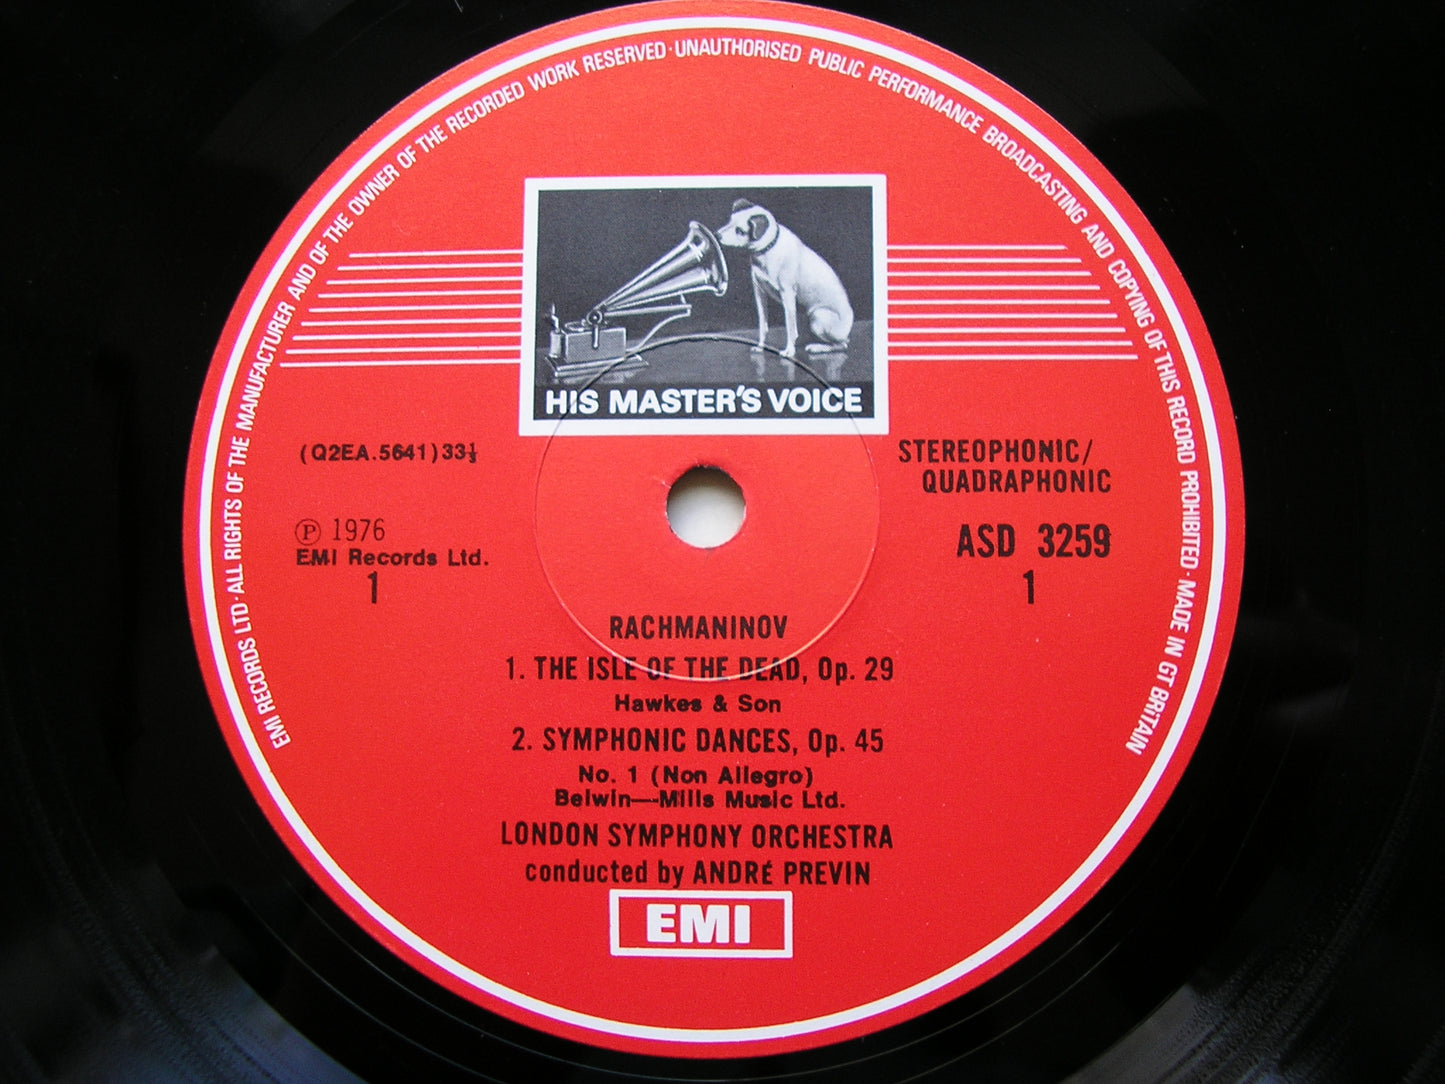 EMI RECORDS LTD · ALL RIGHTS OF THE MANUFACTURER AND OF THE OWNER OF THE RECORDED WORK RESERVED · UNAUTHORISED PUBLIC PERFORMANCE BROADCASTING AND COPYING OF THIS RECORD PROHIBITED · MADE IN GT BRITAIN
HIS MASTER'S VOICE
(Q2EA.5641) 33⅓
STEREOPHONIC/
QUADRAPHONIC
℗ 1976
EMI Records Ltd.
1
ASD 3259
1
RACHMANINOV
1. THE ISLE OF THE DEAD, Op. 29
Hawkes & Son
2. SYMPHONIC DANCES, Op. 45
No. 1 (Non Allegro)
Belwin—Mills Music Ltd.
LONDON SYMPHONY ORCHESTRA
conducted by ANDRÉ PREVIN
EMI